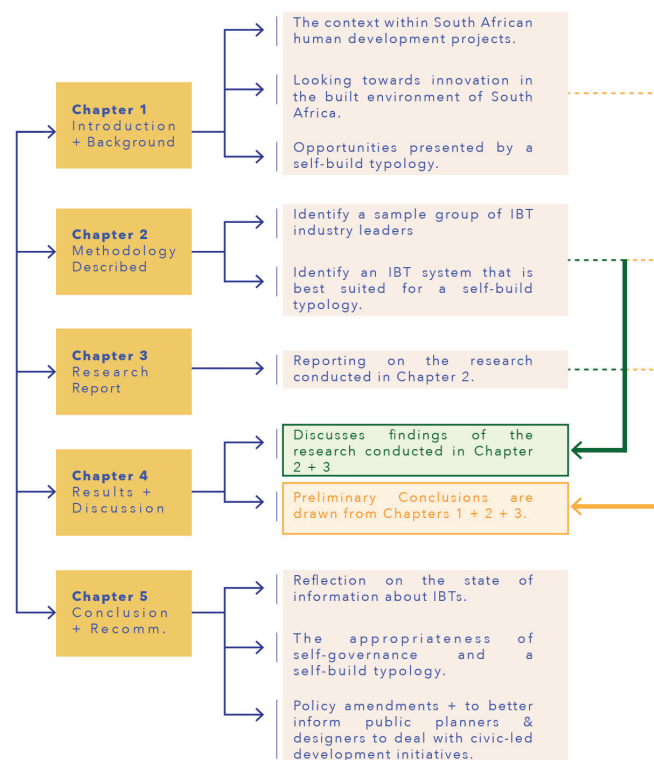 The context within South African
human development projects.
Looking towards innovation in
the built environment of South
Africa.
Opportunities presented by a
self-build typology.
Chapter 1
Introduction
+ Background
Identify a sample group of IBT
industry leaders
Identify an IBT system that is
best suited for a self-build
typology.
Chapter 2
Methodology
Described
Chapter 3
Research
Report
Reporting on the research
conducted in Chapter 2.
Discusses findings of the
research conducted in Chapter
2 + 3
Preliminary Conclusions are
drawn from Chapters 1 + 2 + 3.
Chapter 4
Results +
Discussion
Chapter 5
Conclusion
+ Recomm.
Reflection on the state of
information about IBTs.
The appropriateness of
self-governance and a
self-build typology.
Policy amendments + to better
inform public planners &
designers to deal with civic-led
development initiatives.